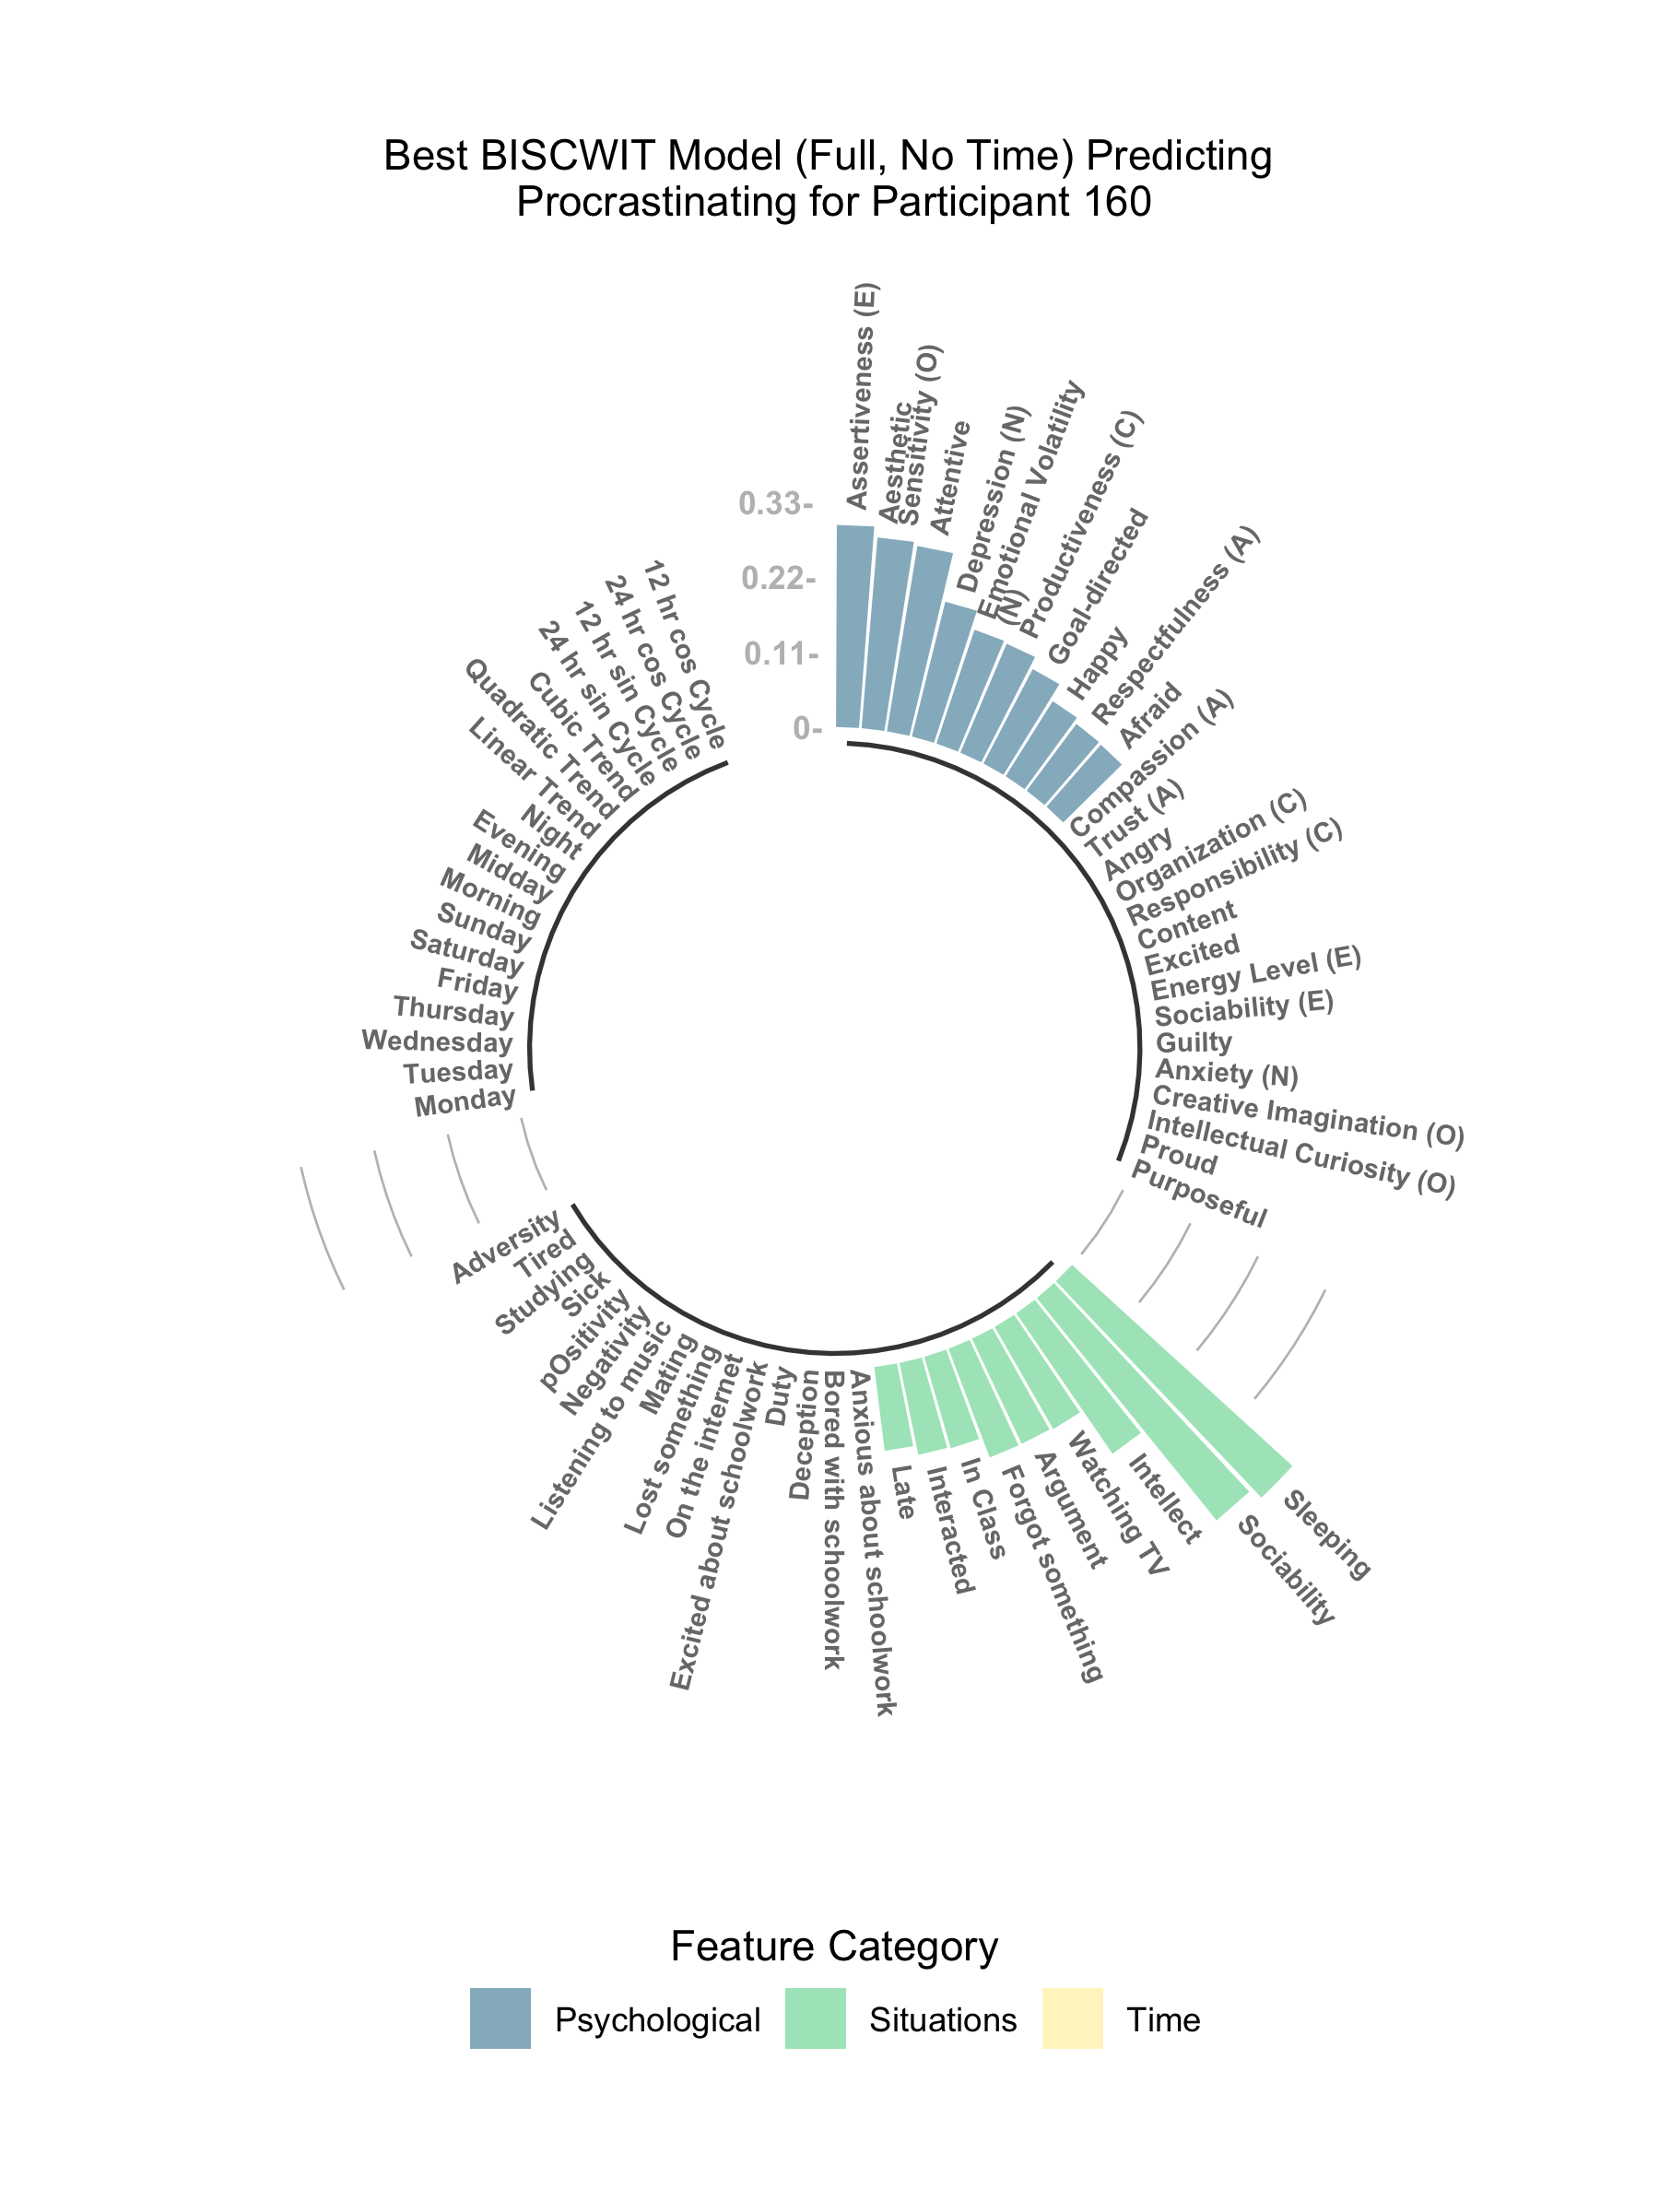 Best BISCWIT Model (Full, No Time) Predicting
Procrastinating for Participant 160
0.33-
0.22-
0.11-
0-
Assertiveness (E)
Aesthetic
Sensitivity (O)
Attentive
Depression (N)
Emotional Volatility
(N)
Productiveness (C)
Goal-directed
Happy
Respectfulness (A)
Afraid
Compassion (A)
Trust (A)
Angry
Organization (C)
Responsibility (C)
Content
Excited
Energy Level (E)
Sociability (E)
Guilty
Anxiety (N)
Creative Imagination (O)
Intellectual Curiosity (O)
Proud
Purposeful
Sleeping
Sociability
Intellect
Watching TV
Argument
Forgot something
In Class
Interacted
Late
Anxious about schoolwork
Bored with schoolwork
Deception
Duty
Excited about schoolwork
On the internet
Lost something
Mating
Listening to music
Negativity
pOsitivity
Sick
Studying
Tired
Adversity
Monday
Tuesday
Wednesday
Thursday
Friday
Saturday
Sunday
Morning
Midday
Evening
Night
Linear Trend
Quadratic Trend
Cubic Trend
24 hr sin Cycle
12 hr sin Cycle
24 hr cos Cycle
12 hr cos Cycle
Feature Category
Psychological
Situations
Time